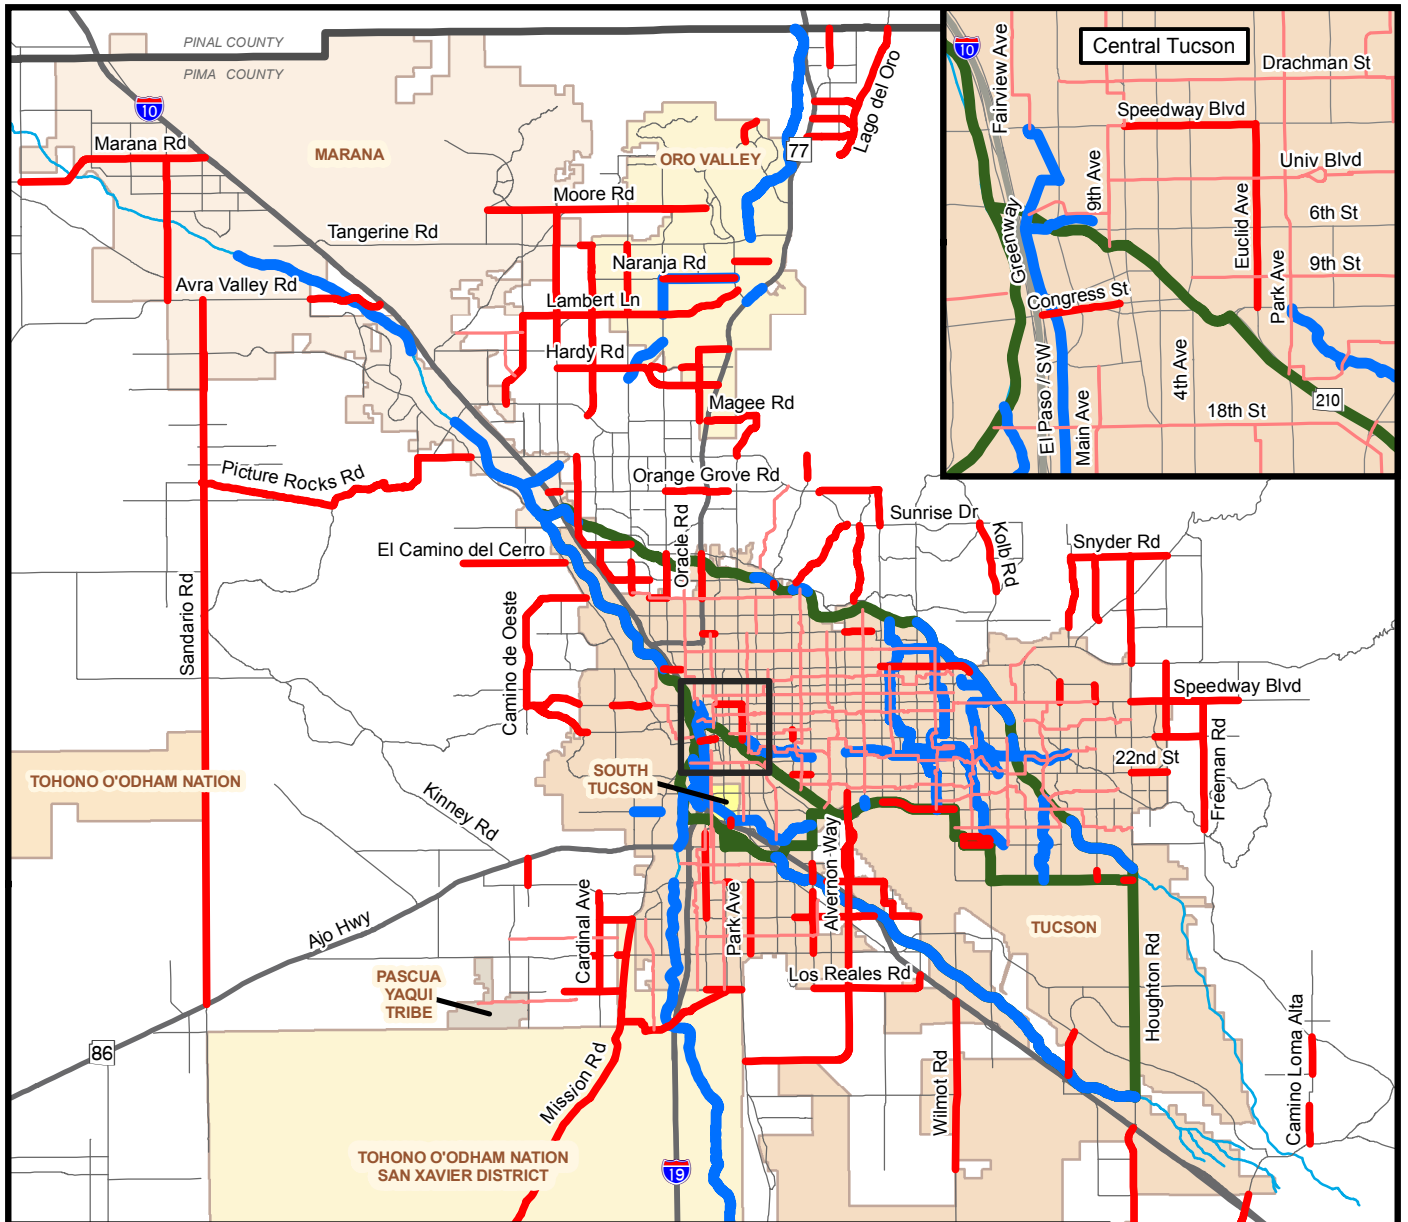 PINAL COUNTY
PIMA COUNTY
10
Marana Rd
MARANA
ORO VALLEY
77
Lago del Oro
Moore Rd
Tangerine Rd
Naranja Rd
Avra Valley Rd
Lambert Ln
Hardy Rd
Magee Rd
Picture Rocks Rd
Orange Grove Rd
Sunrise Dr
Kolb Rd
Oracle Rd
El Camino del Cerro
Snyder Rd
Sandario Rd
Camino de Oeste
Speedway Blvd
TOHONO O'ODHAM NATION
SOUTH
TUCSON
22nd St
Freeman Rd
Kinney Rd
Alvernon Way
Ajo Hwy
Cardinal Ave
Park Ave
TUCSON
Los Reales Rd
PASCUA
YAQUI
TRIBE
Houghton Rd
86
Mission Rd
Wilmot Rd
Camino Loma Alta
TOHONO O'ODHAM NATION
SAN XAVIER DISTRICT
19
Central Tucson
10
Fairview Ave
Drachman St
Speedway Blvd
9th Ave
Univ Blvd
Euclid Ave
6th St
Greenway
9th St
Park Ave
Congress St
El Paso / SW
Main Ave
4th Ave
18th St
210